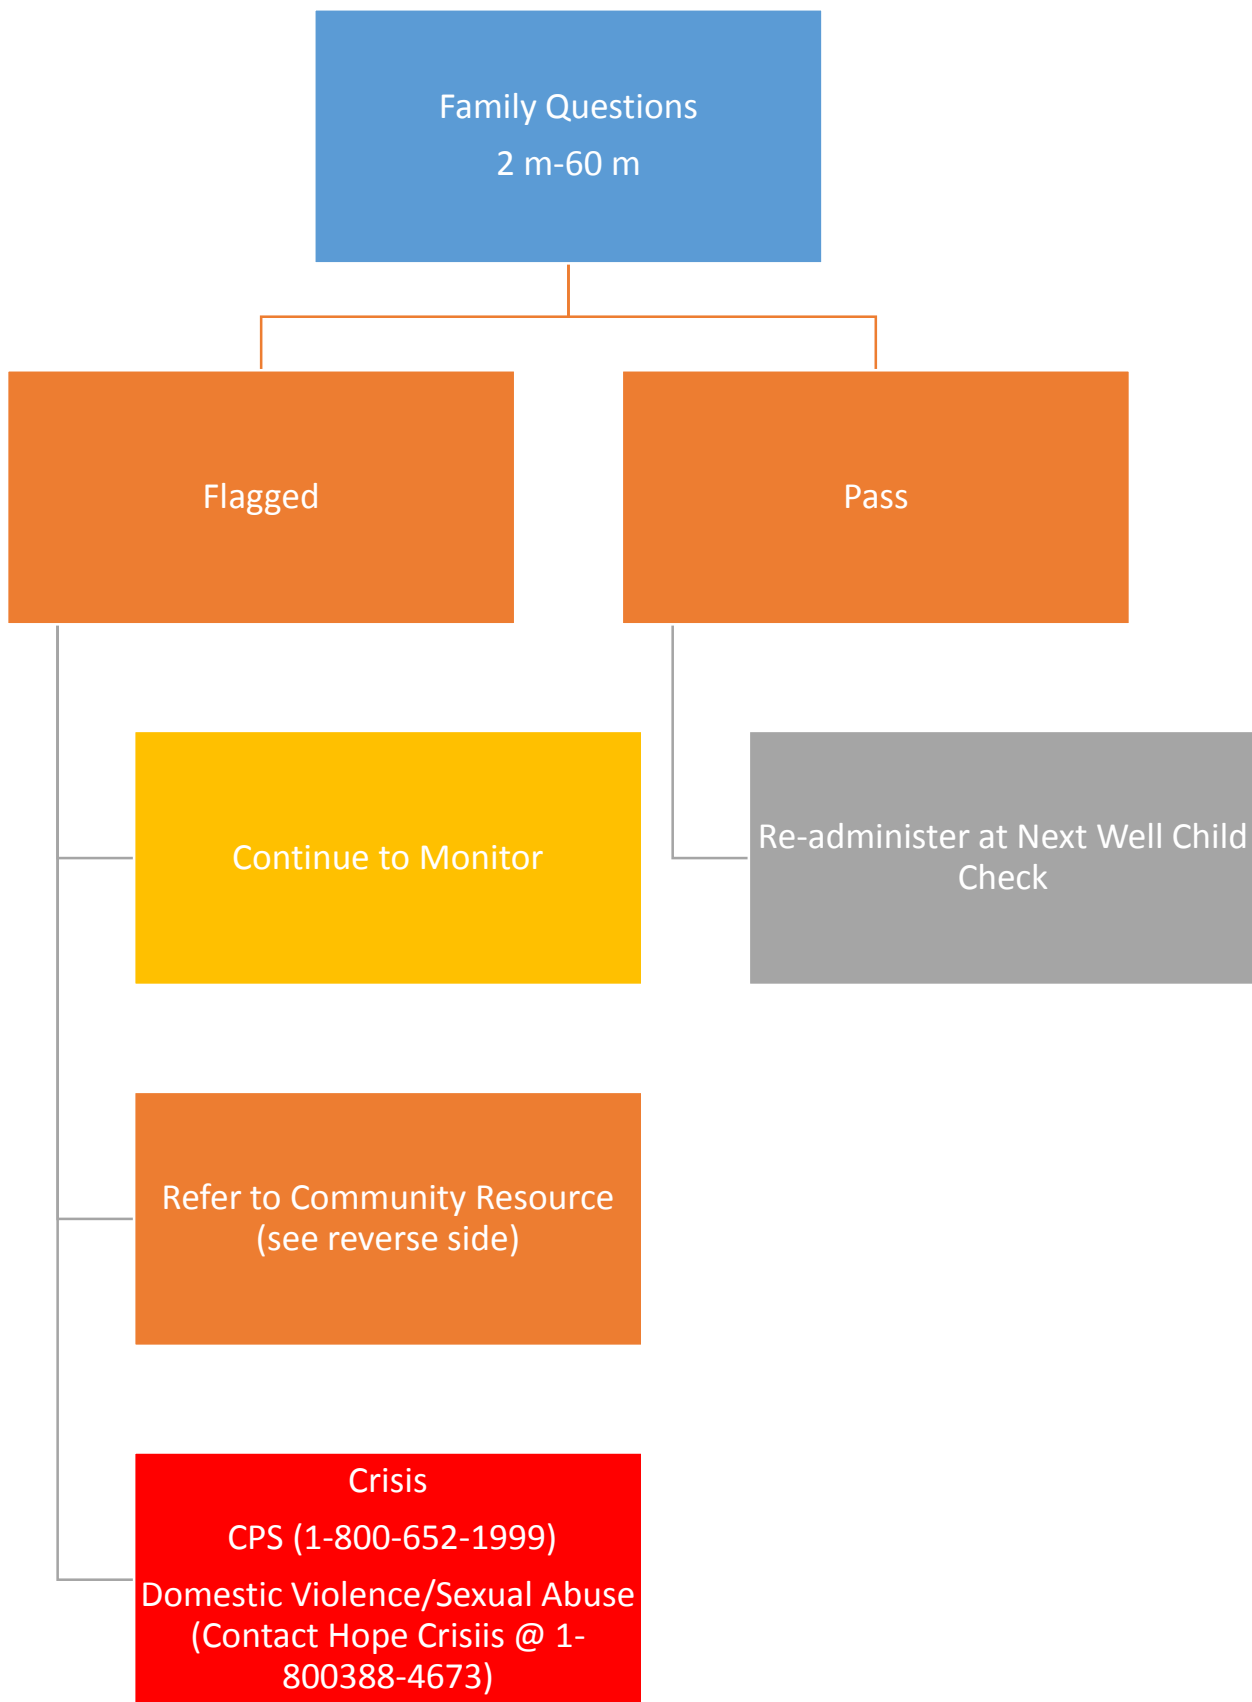 Family Questions
2 m-60 m
Flagged
Pass
Continue to Monitor
Re-administer at Next Well Child
Check
Refer to Community Resource
(see reverse side)
Crisis
CPS (1-800-652-1999)
Domestic Violence/Sexual Abuse
(Contact Hope Crisiis @ 1-
800388-4673)